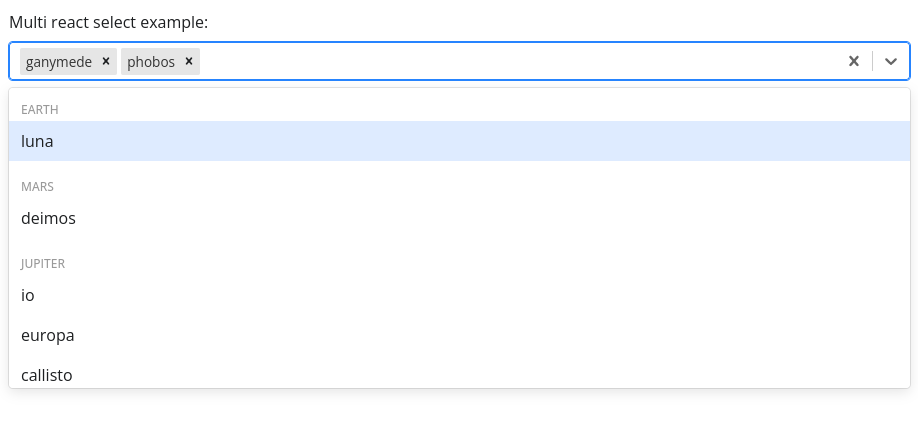 Multi react select example:
ganymede × phobos ×
EARTH
luna
MARS
deimos
JUPITER
io
europa
callisto